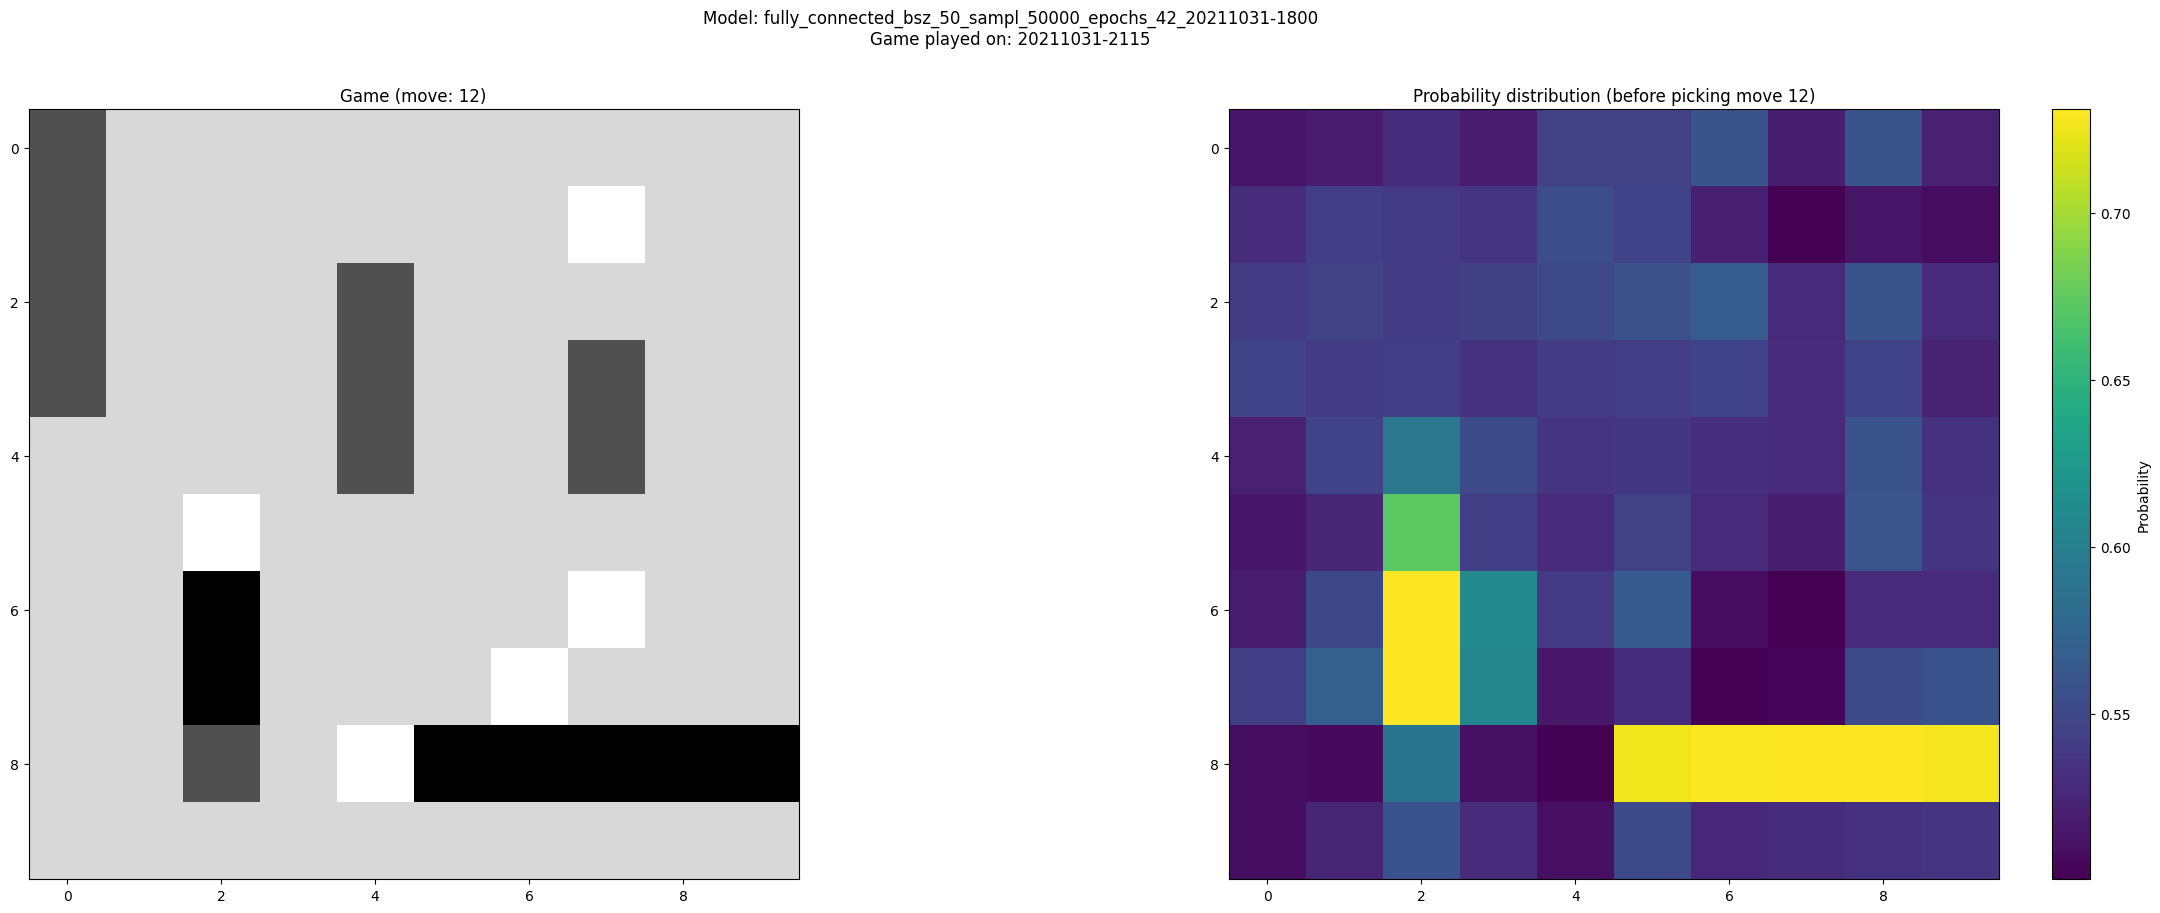 Model: fully_connected_bsz_50_sampl_50000_epochs_42_20211031-1800
Game played on: 20211031-2115
Game (move: 12)
0
2
4
6
8
0 2 4 6 8
Probability distribution (before picking move 12)
0
2
4
6
8
0 2 4 6 8
0.70
0.65
0.60
0.55
Probability